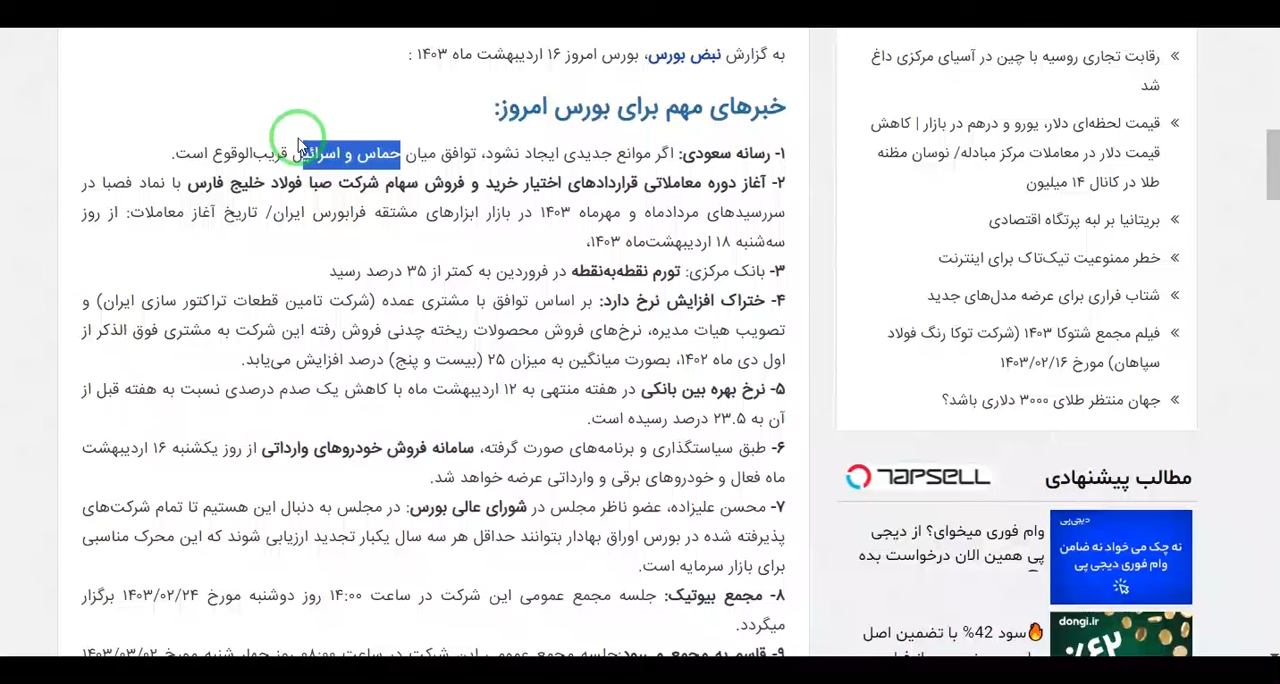 به گزارش نبض بورس، بورس امروز ۱۶ اردیبهشت ماه ۱۴۰۳ :
خبرهای مهم برای بورس امروز:
۱- رسانه سعودی: اگر موانع جدیدی ایجاد نشود، توافق میان حماس و اسرائیل قریب‌الوقوع است.
۲- آغاز دوره معاملاتی قراردادهای اختیار خرید و فروش سهام شرکت صبا فولاد خلیج فارس با نماد فصبا در
سررسیدهای مردادماه و مهرماه ۱۴۰۳ در بازار ابزارهای مشتقه فرابورس ایران/ تاریخ آغاز معاملات: از روز
سه‌شنبه ۱۸ اردیبهشت‌ماه ۱۴۰۳،
۳- بانک مرکزی: تورم نقطه‌به‌نقطه در فروردین به کمتر از ۳۵ درصد رسید
۴- ختراک افزایش نرخ دارد: بر اساس توافق با مشتری عمده (شرکت تامین قطعات تراکتور سازی ایران) و
تصویب هیات مدیره، نرخ‌های فروش محصولات ریخته چدنی فروش رفته این شرکت به مشتری فوق الذکر از
اول دی ماه ۱۴۰۲، بصورت میانگین به میزان ۲۵ (بیست و پنج) درصد افزایش می‌یابد.
۵- نرخ بهره بین بانکی در هفته منتهی به ۱۲ اردیبهشت ماه با کاهش یک صدم درصدی نسبت به هفته قبل از
آن به ۲۳.۵ درصد رسیده است.
۶- طبق سیاستگذاری و برنامه‌های صورت گرفته، سامانه فروش خودروهای وارداتی از روز یکشنبه ۱۶ اردیبهشت
ماه فعال و خودروهای برقی و وارداتی عرضه خواهد شد.
۷- محسن علیزاده، عضو ناظر مجلس در شورای عالی بورس: در مجلس به دنبال این هستیم تا تمام شرکت‌های
پذیرفته شده در بورس اوراق بهادار بتوانند حداقل هر سه سال یکبار تجدید ارزیابی شوند که این محرک مناسبی
برای بازار سرمایه است.
۸- مجمع بیوتیک: جلسه مجمع عمومی این شرکت در ساعت ۱۴:۰۰ روز دوشنبه مورخ ۱۴۰۳/۰۲/۲۴ برگزار
میگردد.
رقابت تجاری روسیه با چین در آسیای مرکزی داغ
شد
قیمت لحظه‌ای دلار، یورو و درهم در بازار | کاهش
قیمت دلار در معاملات مرکز مبادله/ نوسان مظنه
طلا در کانال ۱۴ میلیون
بریتانیا بر لبه پرتگاه اقتصادی
خطر ممنوعیت تیک‌تاک برای اینترنت
شتاب فراری برای عرضه مدل‌های جدید
فیلم مجمع شتوکا ۱۴۰۳ (شرکت توکا رنگ فولاد
سپاهان) مورخ ۱۴۰۳/۰۲/۱۶
جهان منتظر طلای ۳۰۰۰ دلاری باشد؟
مطالب پیشنهادی
TAPSELL
وام فوری میخوای؟ از دیجی
پی همین الان درخواست بده
دیجی‌پی
نه چک می خواد نه ضامن
وام فوری دیجی پی
سود 42% با تضمین اصل
dongi.ir